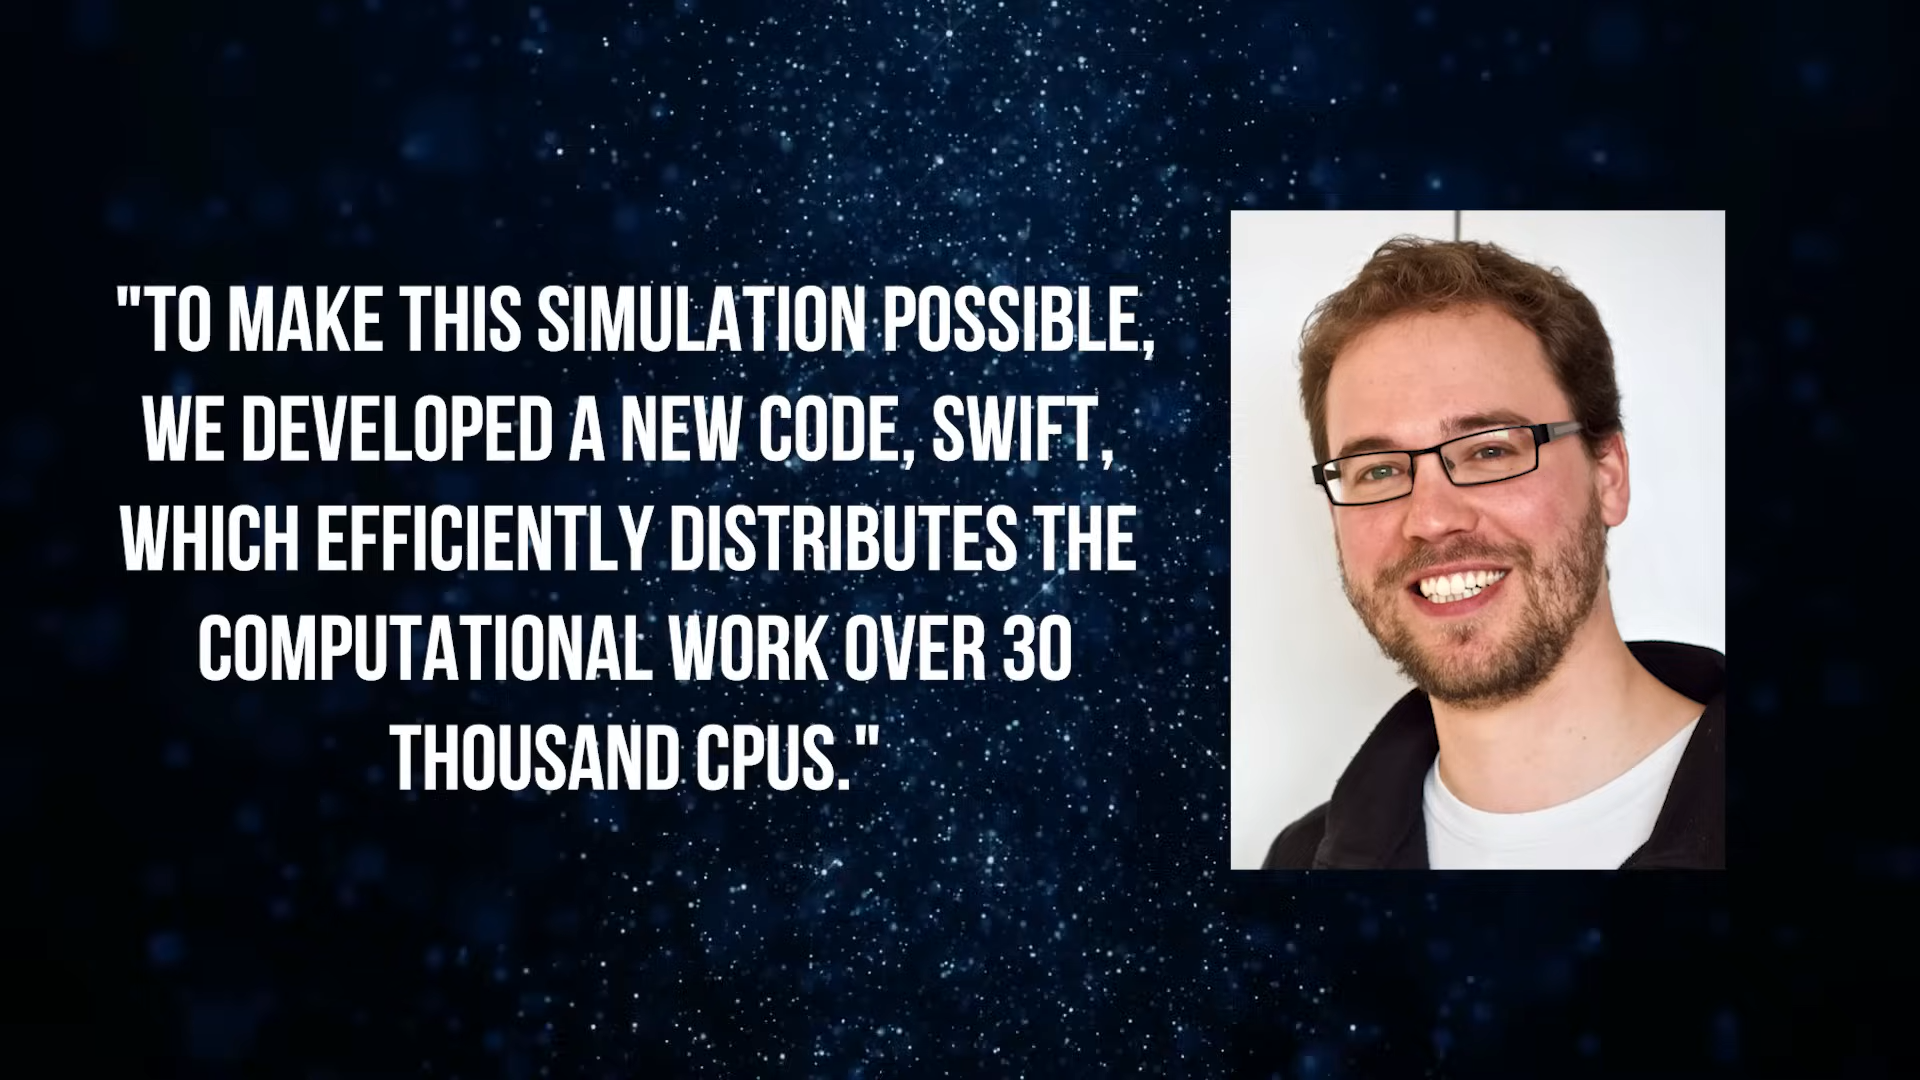 "TO MAKE THIS SIMULATION POSSIBLE,
WE DEVELOPED A NEW CODE, SWIFT,
WHICH EFFICIENTLY DISTRIBUTES THE
COMPUTATIONAL WORK OVER 30
THOUSAND CPUS."